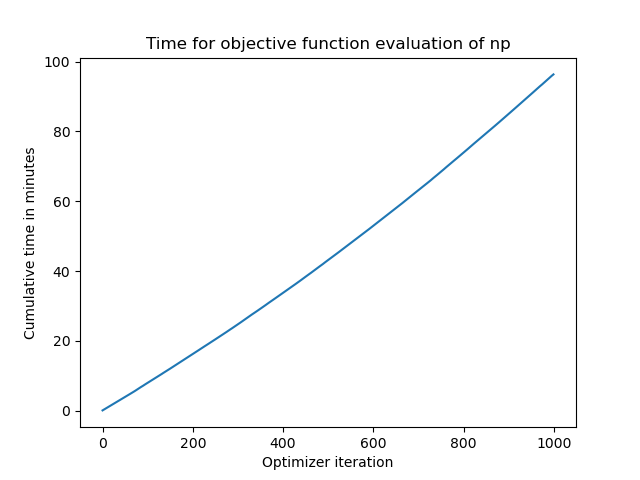 Time for objective function evaluation of np
100
80
60
40
20
0
Cumulative time in minutes
0 200 400 600 800 1000
Optimizer iteration